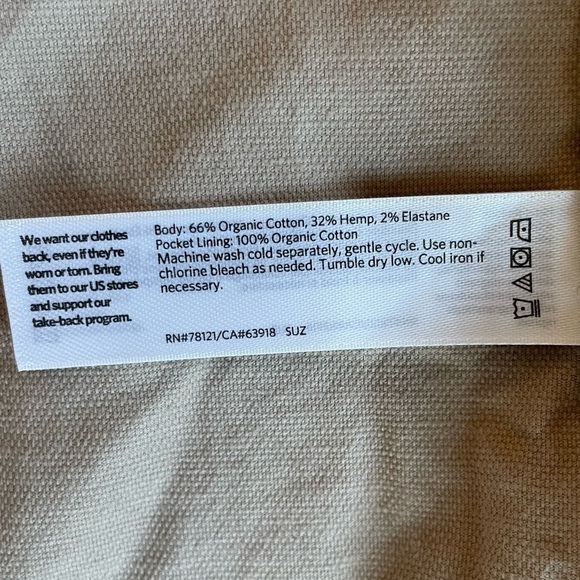 We want our clothes
back, even if they're
worn or torn. Bring
them to our US stores
and support our
take-back program.
Body: 66% Organic Cotton, 32% Hemp, 2% Elastane
Pocket Lining: 100% Organic Cotton
Machine wash cold separately, gentle cycle. Use non-
chlorine bleach as needed. Tumble dry low. Cool iron if
necessary.
RN#78121/CA#63918 SUZ